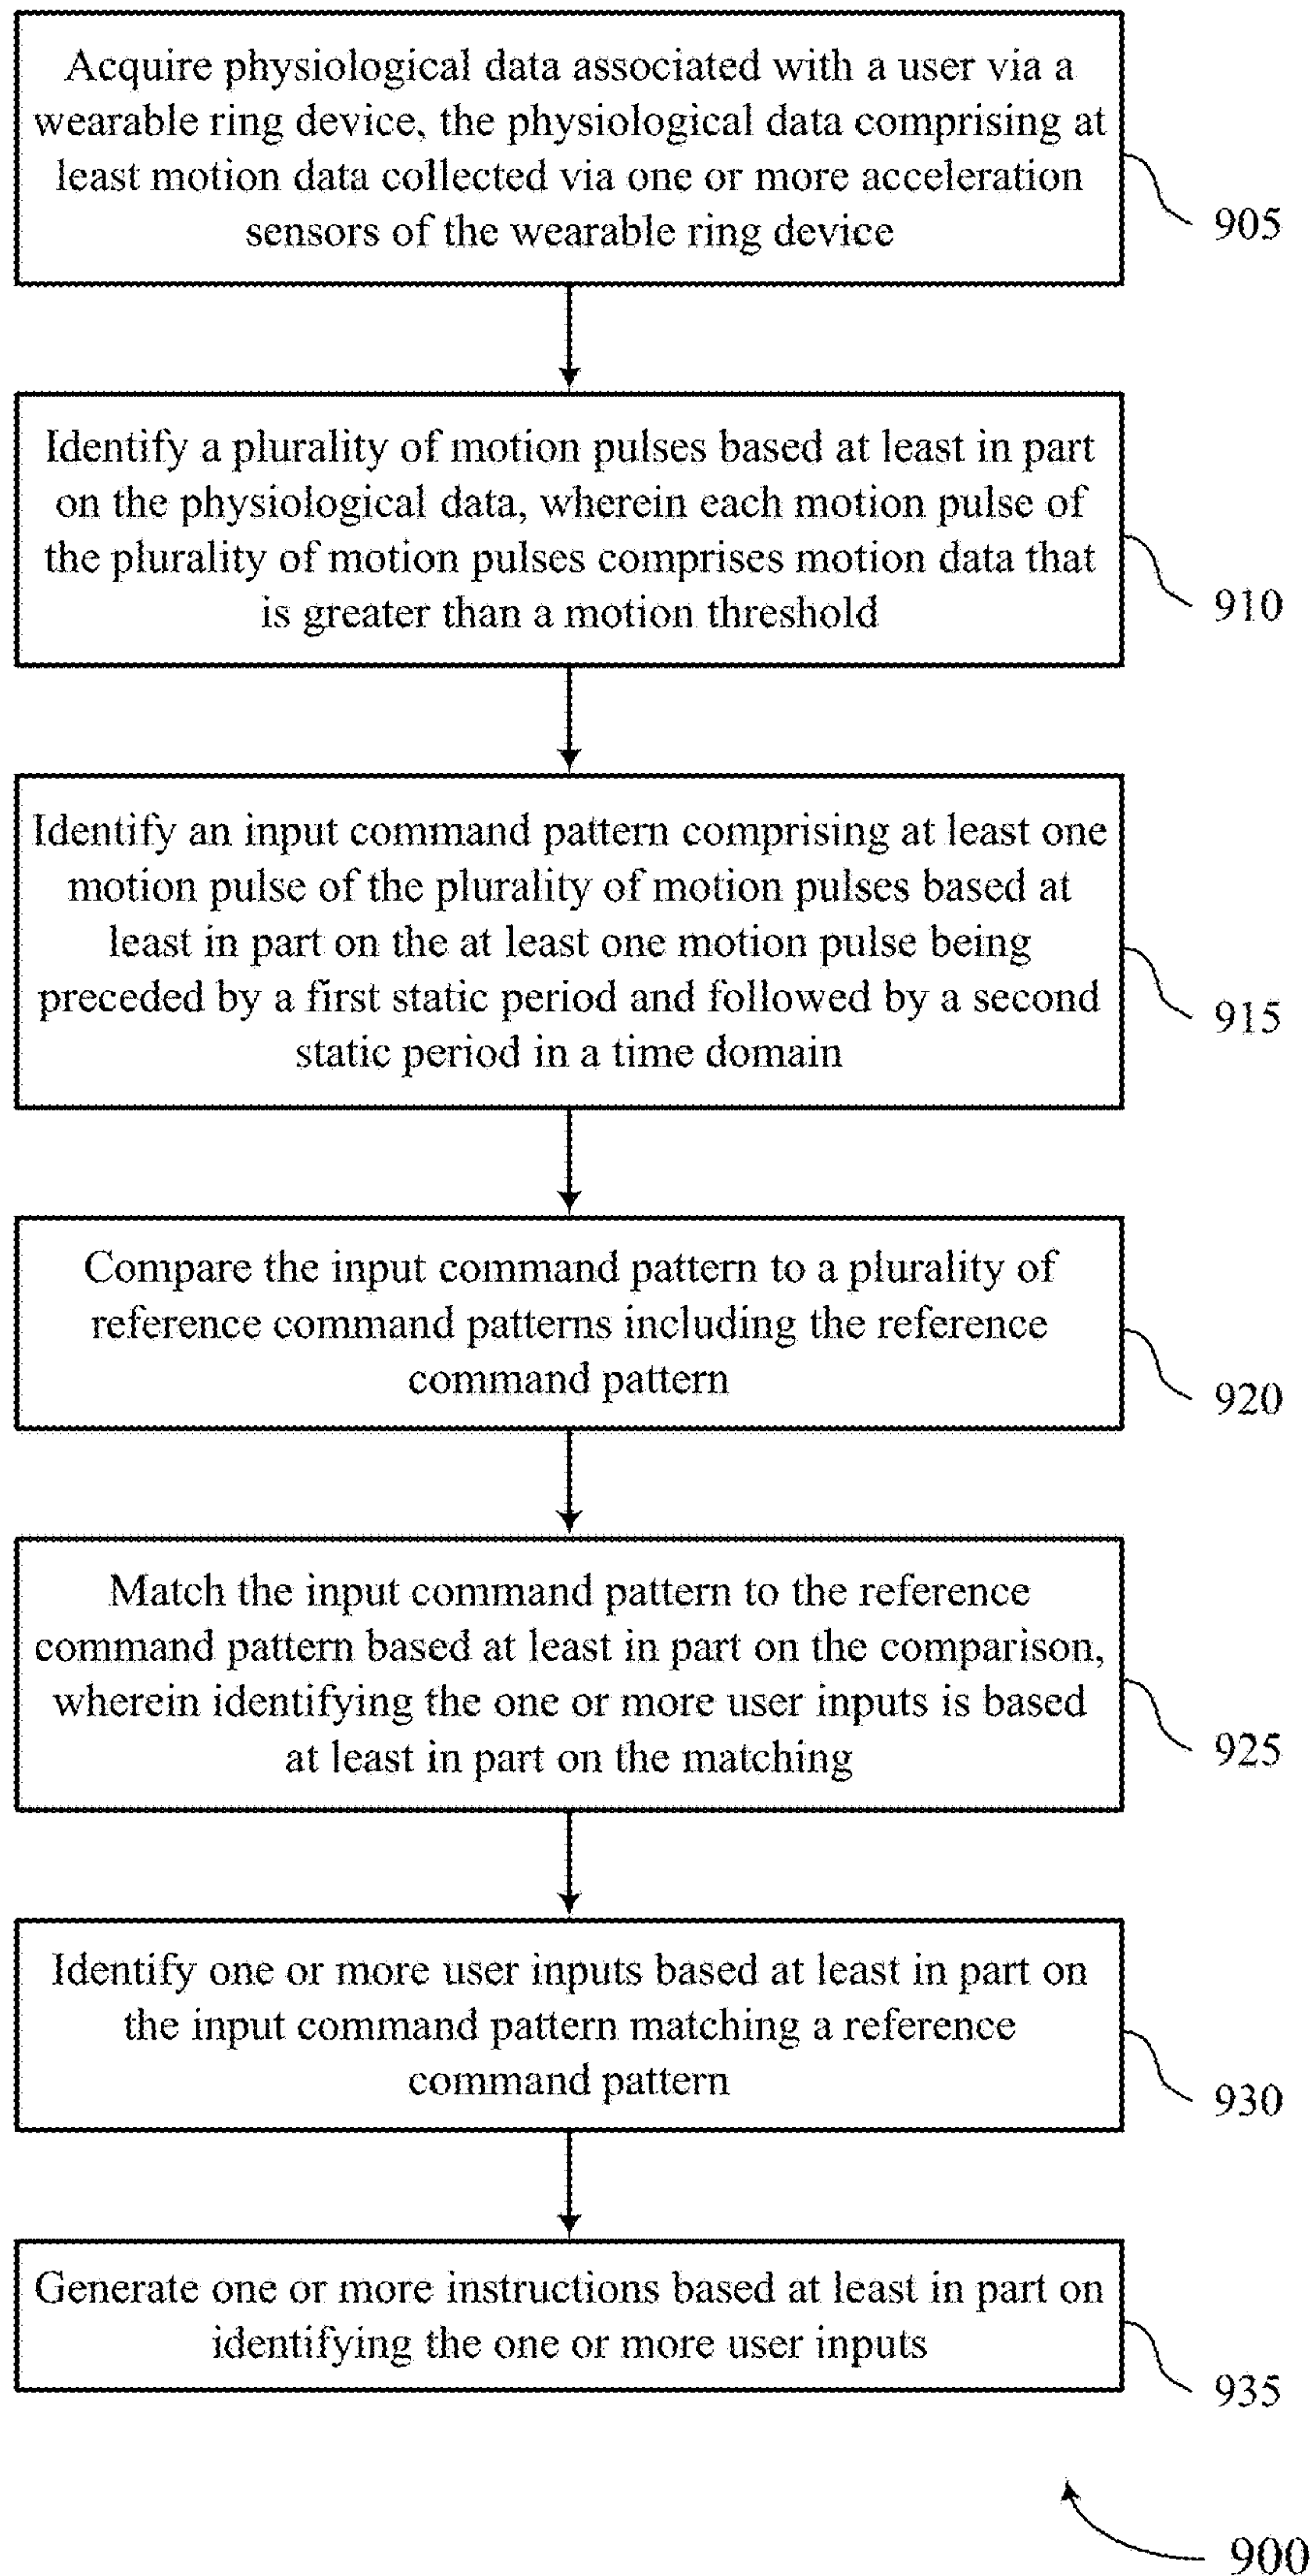 Acquire physiological data associated with a user via a
wearable ring device, the physiological data comprising at
least motion data collected via one or more acceleration
sensors of the wearable ring device
905
Identify a plurality of motion pulses based at least in part
on the physiological data, wherein each motion pulse of
the plurality of motion pulses comprises motion data that
is greater than a motion threshold
910
Identify an input command pattern comprising at least one
motion pulse of the plurality of motion pulses based at
least in part on the at least one motion pulse being
preceded by a first static period and followed by a second
static period in a time domain
915
Compare the input command pattern to a plurality of
reference command patterns including the reference
command pattern
920
Match the input command pattern to the reference
command pattern based at least in part on the comparison,
wherein identifying the one or more user inputs is based
at least in part on the matching
925
Identify one or more user inputs based at least in part on
the input command pattern matching a reference
command pattern
930
Generate one or more instructions based at least in part on
identifying the one or more user inputs
935
900